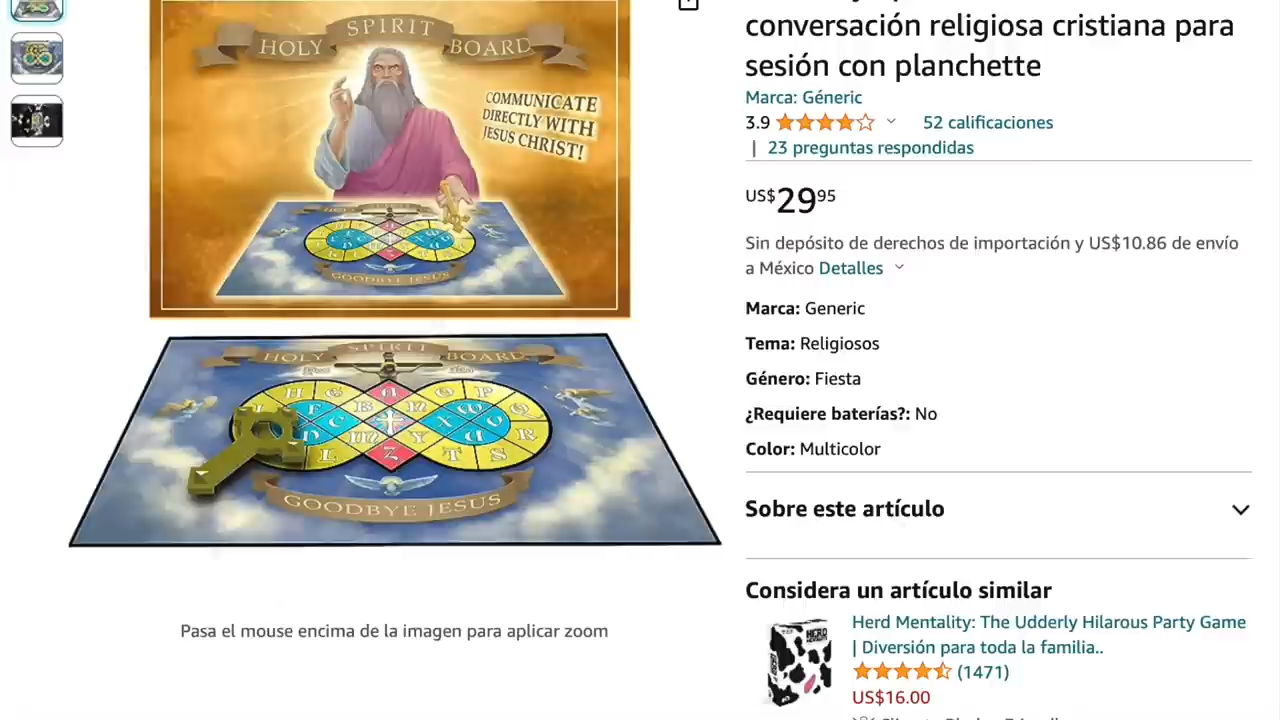 HOLY SPIRIT BOARD
COMMUNICATE
DIRECTLY WITH
JESUS CHRIST!
GOODBYE JESUS
HOLY SPIRIT BOARD
H G B A N O P
F C X W V Q
D M Y U R
L Z T S
GOODBYE JESUS
Pasa el mouse encima de la imagen para aplicar zoom
conversación religiosa cristiana para
sesión con planchette
Marca: Géneric
3.9 52 calificaciones
| 23 preguntas respondidas
US$2995
Sin depósito de derechos de importación y US$10.86 de envío
a México Detalles
Marca: Generic
Tema: Religiosos
Género: Fiesta
¿Requiere baterías?: No
Color: Multicolor
Sobre este artículo
Considera un artículo similar
HERD
MENTALITY
Herd Mentality: The Udderly Hilarous Party Game
| Diversión para toda la familia..
(1471)
US$16.00